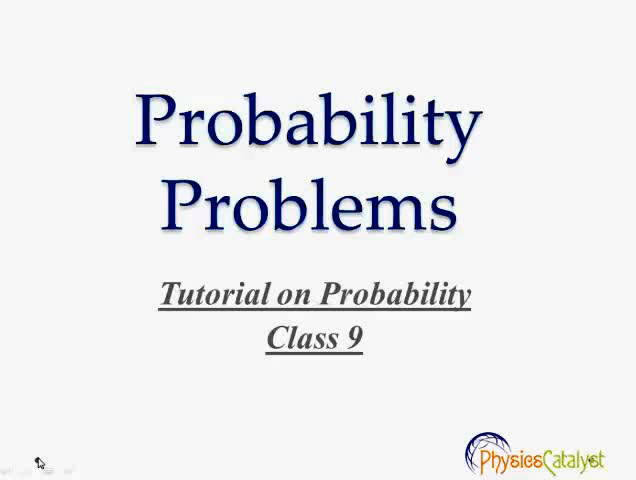 Probability
Problems
Tutorial on Probability
Class 9
PhysicsCatalyst